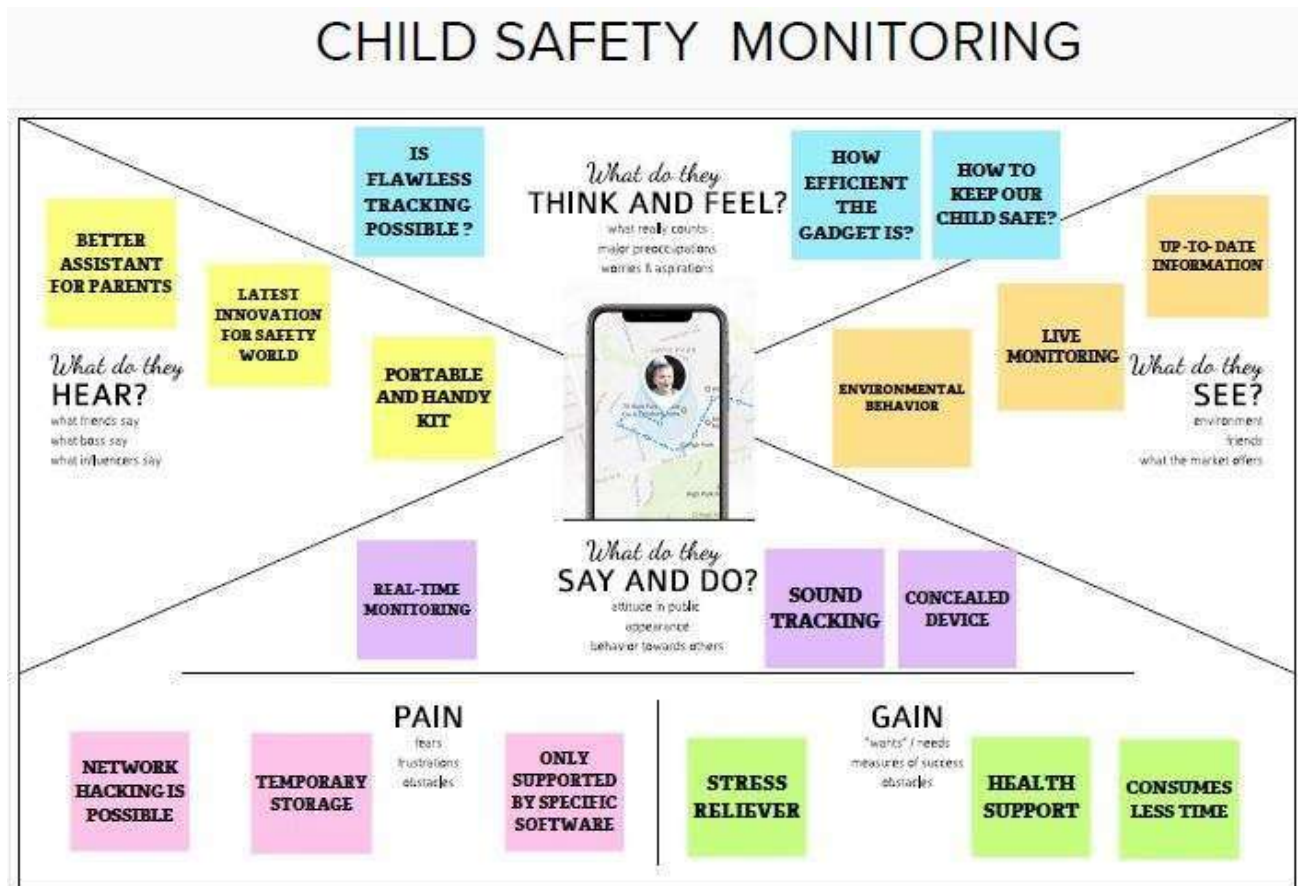 CHILD SAFETY MONITORING
IS
FLAWLESS
TRACKING
POSSIBLE ?
What do they
THINK AND FEEL?
what really counts
major preoccupations
worries & aspirations
HOW
EFFICIENT
THE
GADGET IS?
HOW TO
KEEP OUR
CHILD SAFE?
BETTER
ASSISTANT
FOR PARENTS
LATEST
INNOVATION
FOR SAFETY
WORLD
PORTABLE
AND HANDY
KIT
What do they
HEAR?
what friends say
what boss say
what influencers say
UP-TO-DATE
INFORMATION
LIVE
MONITORING
ENVIRONMENTAL
BEHAVIOR
What do they
SEE?
environment
friends
what the market offers
REAL-TIME
MONITORING
What do they
SAY AND DO?
attitude in public
appearance
behavior towards others
SOUND
TRACKING
CONCEALED
DEVICE
PAIN
fears
frustrations
obstacles
NETWORK
HACKING IS
POSSIBLE
TEMPORARY
STORAGE
ONLY
SUPPORTED
BY SPECIFIC
SOFTWARE
GAIN
"wants" / needs
measures of success
obstacles
STRESS
RELIEVER
HEALTH
SUPPORT
CONSUMES
LESS TIME